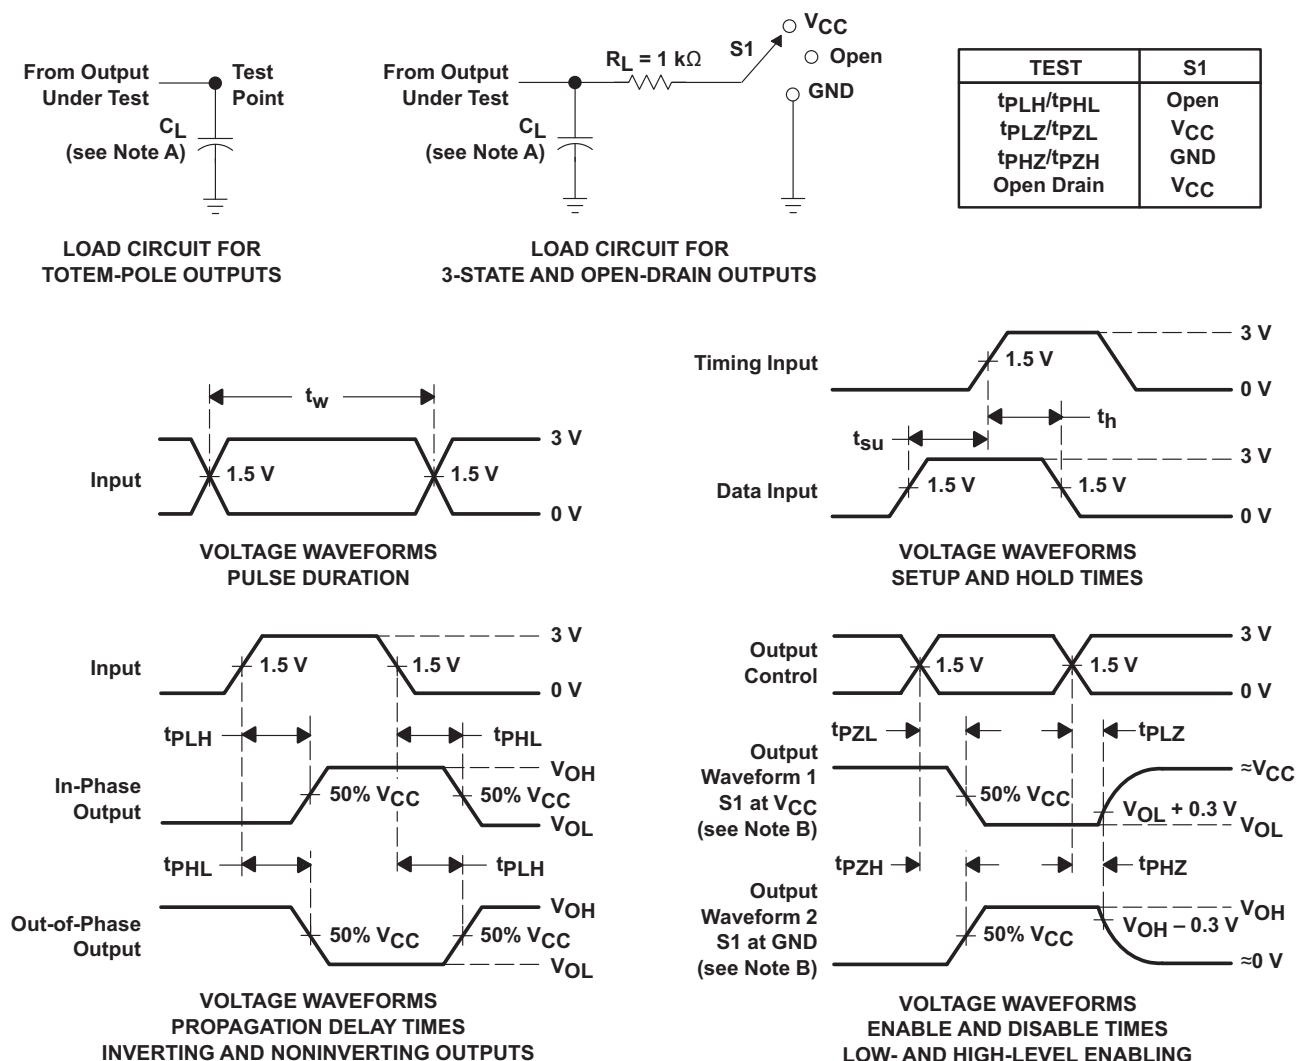 From Output
Under Test
Test
Point
CL
(see Note A)
LOAD CIRCUIT FOR
TOTEM-POLE OUTPUTS
From Output
Under Test
RL = 1 kΩ
S1
VCC
Open
GND
CL
(see Note A)
LOAD CIRCUIT FOR
3-STATE AND OPEN-DRAIN OUTPUTS
TEST S1
tPLH/tPHL Open
tPLZ/tPZL VCC
tPHZ/tPZH GND
Open Drain VCC
tw
Input
1.5 V
1.5 V
3 V
0 V
VOLTAGE WAVEFORMS
PULSE DURATION
Timing Input
1.5 V
3 V
0 V
tsu
th
Data Input
1.5 V
1.5 V
3 V
0 V
VOLTAGE WAVEFORMS
SETUP AND HOLD TIMES
Input
1.5 V
1.5 V
3 V
0 V
tPLH
tPHL
In-Phase
Output
50% VCC
50% VCC
VOH
VOL
tPHL
tPLH
Out-of-Phase
Output
50% VCC
50% VCC
VOH
VOL
VOLTAGE WAVEFORMS
PROPAGATION DELAY TIMES
INVERTING AND NONINVERTING OUTPUTS
Output
Control
1.5 V
1.5 V
3 V
0 V
tPZL
tPLZ
Output
Waveform 1
S1 at VCC
(see Note B)
50% VCC
VOL + 0.3 V
≈VCC
VOL
tPZH
tPHZ
Output
Waveform 2
S1 at GND
(see Note B)
50% VCC
VOH – 0.3 V
VOH
≈0 V
VOLTAGE WAVEFORMS
ENABLE AND DISABLE TIMES
LOW- AND HIGH-LEVEL ENABLING